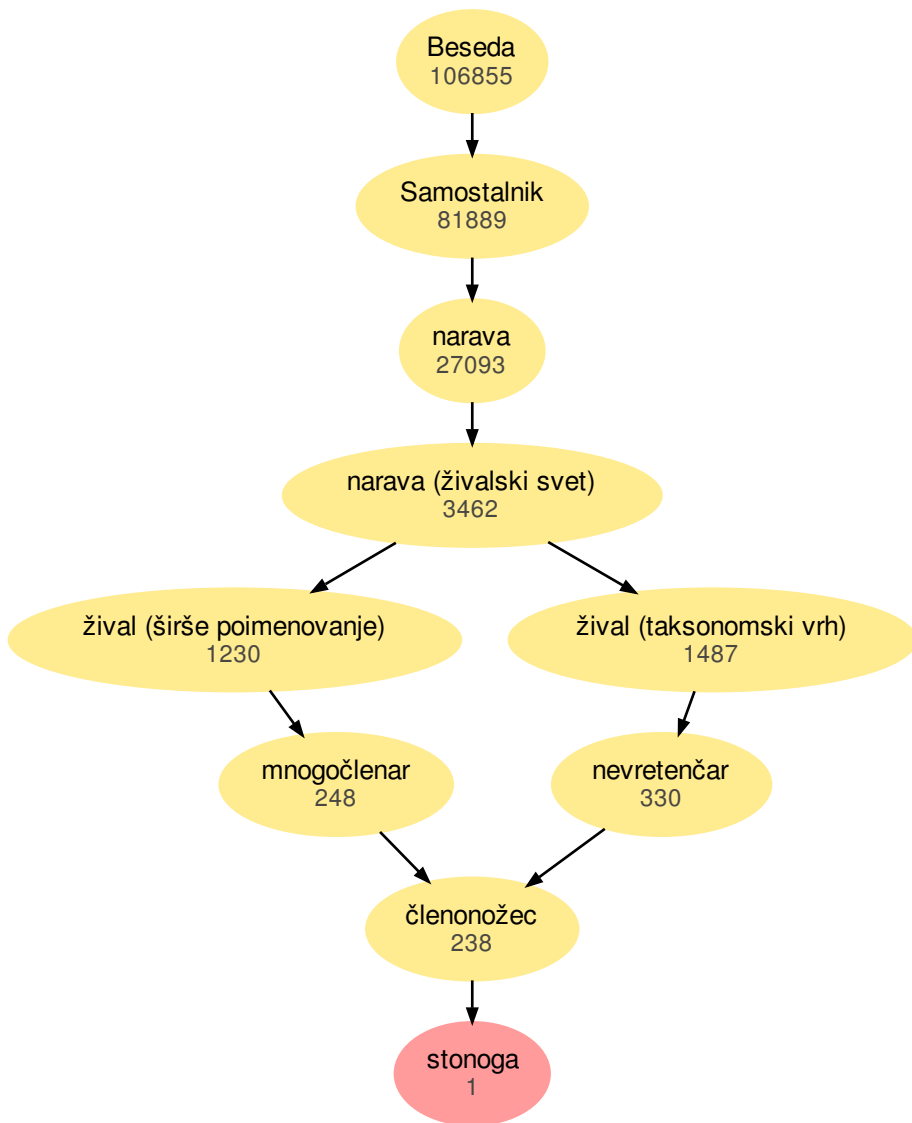 Beseda
106855
Samostalnik
81889
narava
27093
narava (živalski svet)
3462
žival (širše poimenovanje)
1230
žival (taksonomski vrh)
1487
mnogočlenar
248
nevretenčar
330
členonožec
238
stonoga
1